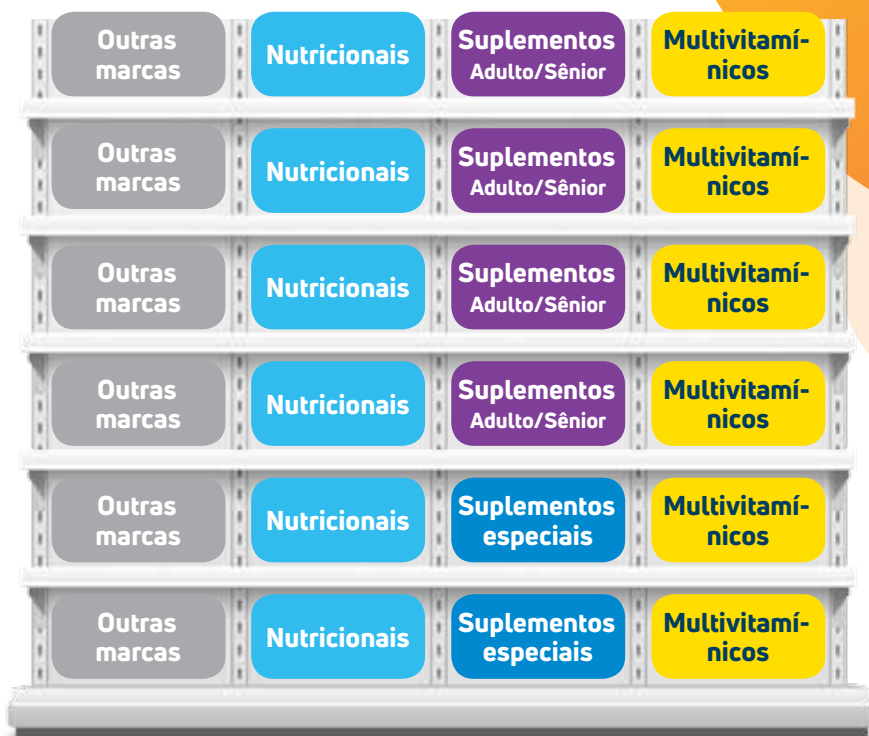 Outras
marcas
Nutricionais
Suplementos
Adulto/Sênior
Multivitamí-
nicos
Outras
marcas
Nutricionais
Suplementos
Adulto/Sênior
Multivitamí-
nicos
Outras
marcas
Nutricionais
Suplementos
Adulto/Sênior
Multivitamí-
nicos
Outras
marcas
Nutricionais
Suplementos
Adulto/Sênior
Multivitamí-
nicos
Outras
marcas
Nutricionais
Suplementos
especiais
Multivitamí-
nicos
Outras
marcas
Nutricionais
Suplementos
especiais
Multivitamí-
nicos